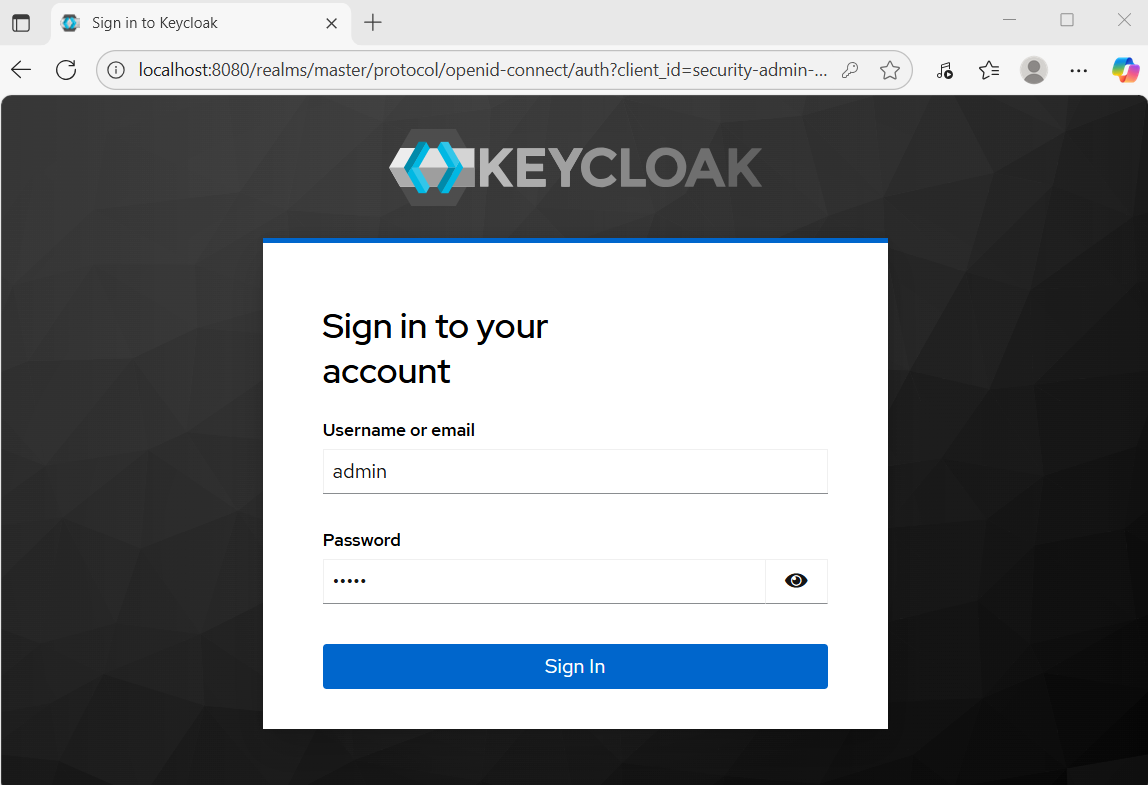 Sign in to Keycloak
localhost:8080/realms/master/protocol/openid-connect/auth?client_id=security-admin-...
KEYCLOAK
Sign in to your
account
Username or email
admin
Password
•••••
Sign In